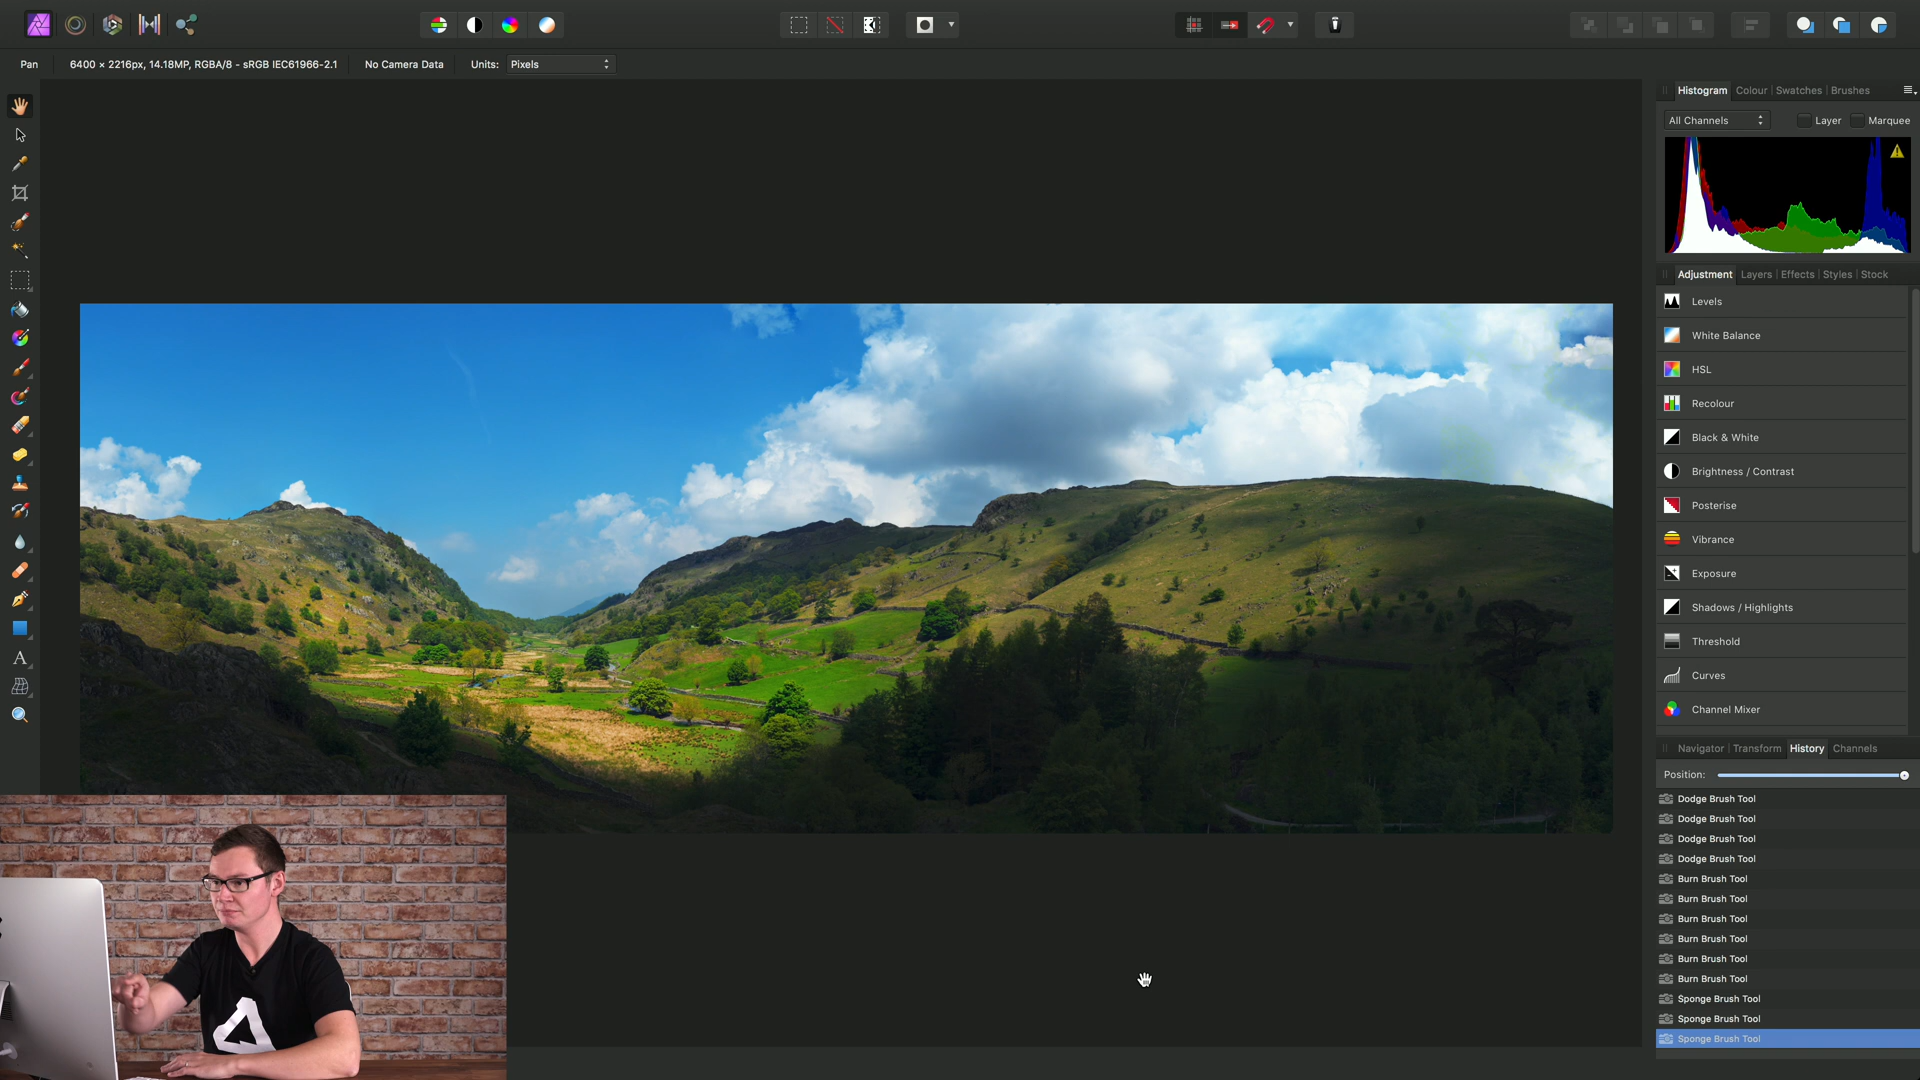 Pan
6400 × 2216px, 14.18MP, RGBA/8 - sRGB IEC61966-2.1
No Camera Data
Units:
Pixels
Histogram
Colour
Swatches
Brushes
All Channels
Layer
Marquee
Adjustment
Layers
Effects
Styles
Stock
Levels
White Balance
HSL
Recolour
Black & White
Brightness / Contrast
Posterise
Vibrance
Exposure
Shadows / Highlights
Threshold
Curves
Channel Mixer
Navigator
Transform
History
Channels
Position:
Dodge Brush Tool
Dodge Brush Tool
Dodge Brush Tool
Dodge Brush Tool
Burn Brush Tool
Burn Brush Tool
Burn Brush Tool
Burn Brush Tool
Burn Brush Tool
Burn Brush Tool
Sponge Brush Tool
Sponge Brush Tool
Sponge Brush Tool